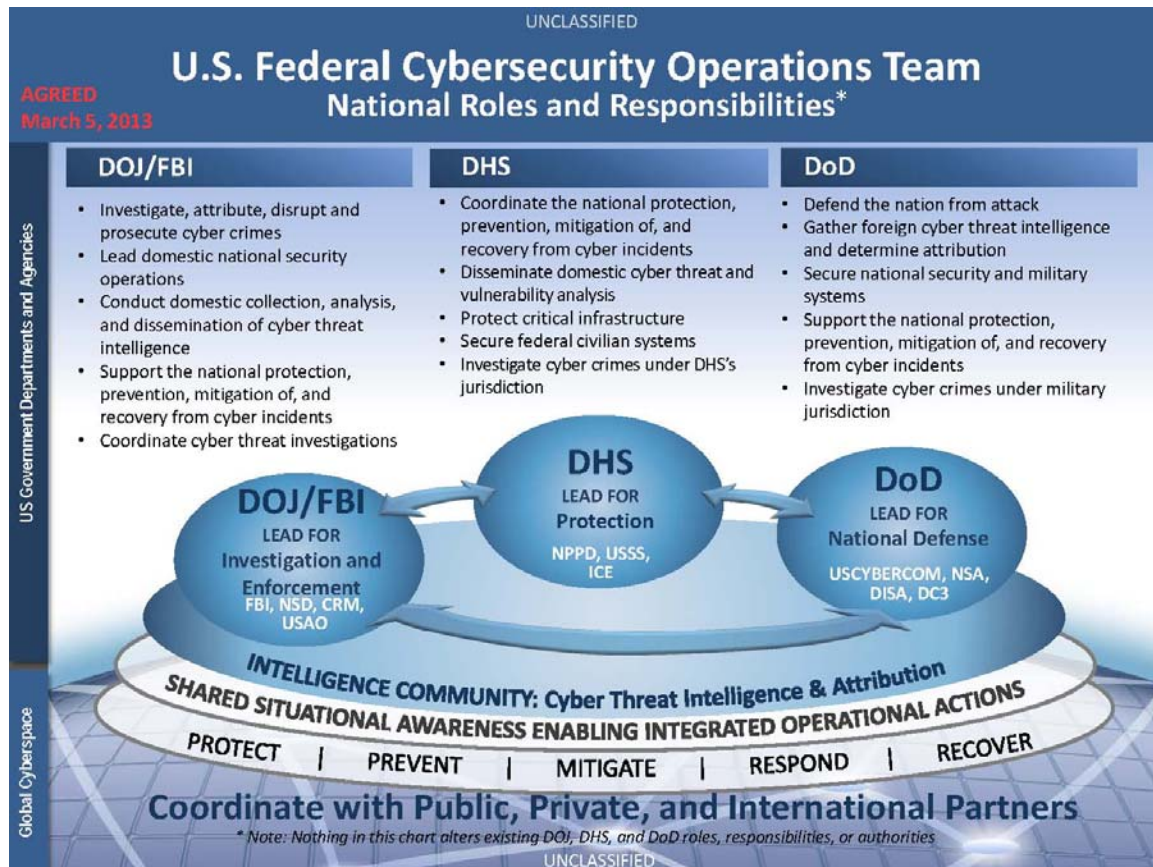 UNCLASSIFIED
U.S. Federal Cybersecurity Operations Team
National Roles and Responsibilities*
AGREED
March 5, 2013
US Government Departments and Agencies
Global Cyberspace
DOJ/FBI
• Investigate, attribute, disrupt and
prosecute cyber crimes
• Lead domestic national security
operations
• Conduct domestic collection, analysis,
and dissemination of cyber threat
intelligence
• Support the national protection,
prevention, mitigation of, and
recovery from cyber incidents
• Coordinate cyber threat investigations
DHS
• Coordinate the national protection,
prevention, mitigation of, and
recovery from cyber incidents
• Disseminate domestic cyber threat and
vulnerability analysis
• Protect critical infrastructure
• Secure federal civilian systems
• Investigate cyber crimes under DHS's
jurisdiction
DoD
• Defend the nation from attack
• Gather foreign cyber threat intelligence
and determine attribution
• Secure national security and military
systems
• Support the national protection,
prevention, mitigation of, and recovery
from cyber incidents
• Investigate cyber crimes under military
jurisdiction
DOJ/FBI
LEAD FOR
Investigation and
Enforcement
FBI, NSD, CRM,
USAO
DHS
LEAD FOR
Protection
NPPD, USSS,
ICE
DoD
LEAD FOR
National Defense
USCYBERCOM, NSA,
DISA, DC3
INTELLIGENCE COMMUNITY: Cyber Threat Intelligence & Attribution
SHARED SITUATIONAL AWARENESS ENABLING INTEGRATED OPERATIONAL ACTIONS
PROTECT | PREVENT | MITIGATE | RESPOND | RECOVER
Coordinate with Public, Private, and International Partners
* Note: Nothing in this chart alters existing DOJ, DHS, and DoD roles, responsibilities, or authorities
UNCLASSIFIED